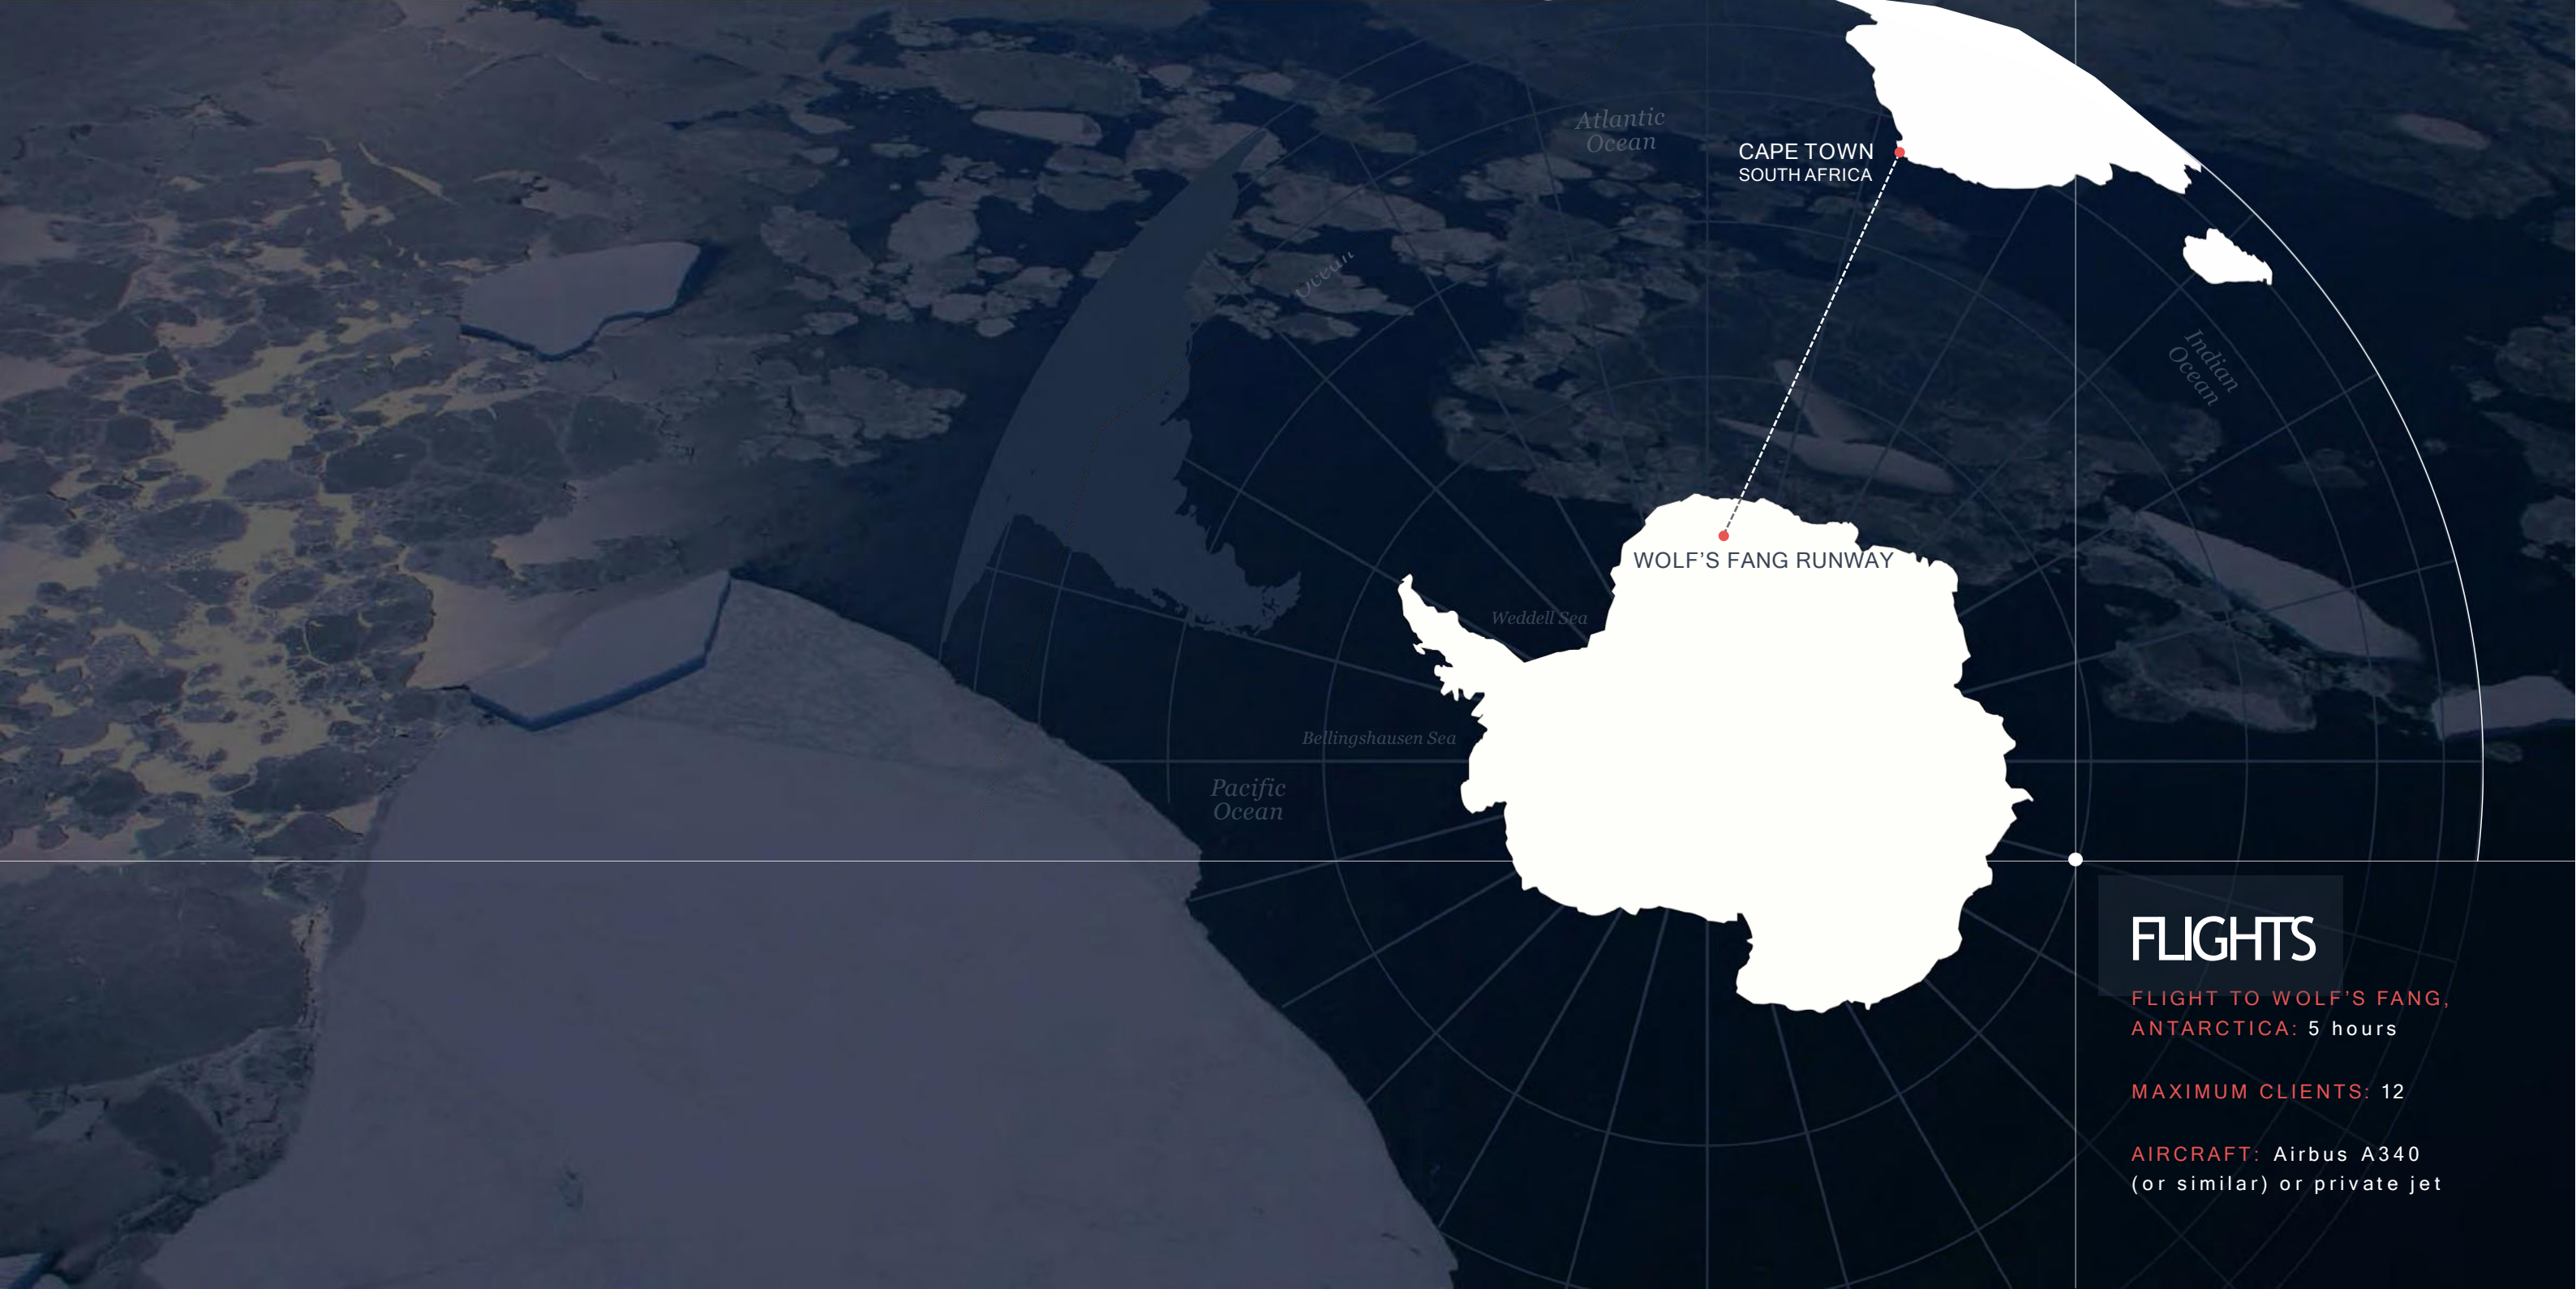 Atlantic
Ocean
CAPE TOWN
SOUTH AFRICA
Ocean
Indian
Ocean
WOLF’S FANG RUNWAY
Weddell Sea
Bellingshausen Sea
Pacific
Ocean
FLIGHTS
FLIGHT TO WOLF’S FANG,
ANTARCTICA: 5 hours
MAXIMUM CLIENTS: 12
AIRCRAFT: Airbus A340
(or similar) or private jet